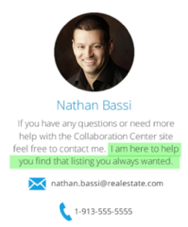 Nathan Bassi
If you have any questions or need more
help with the Collaboration Center site
feel free to contact me. I am here to help
you find that listing you always wanted.
nathan.bassi@realestate.com
1-913-555-5555